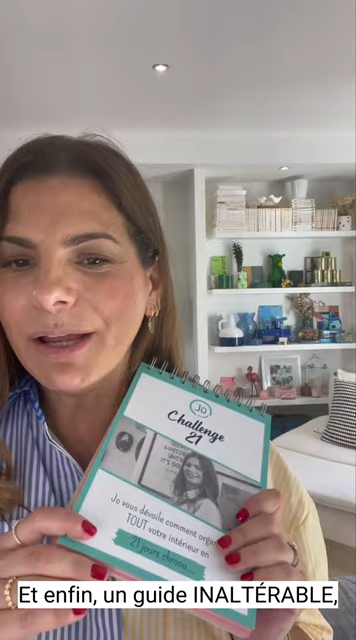 Jo
Challenge
21
Jo vous dévoile comment organ
TOUT votre intérieur en
21 jours chrono...
Et enfin, un guide INALTÉRABLE,